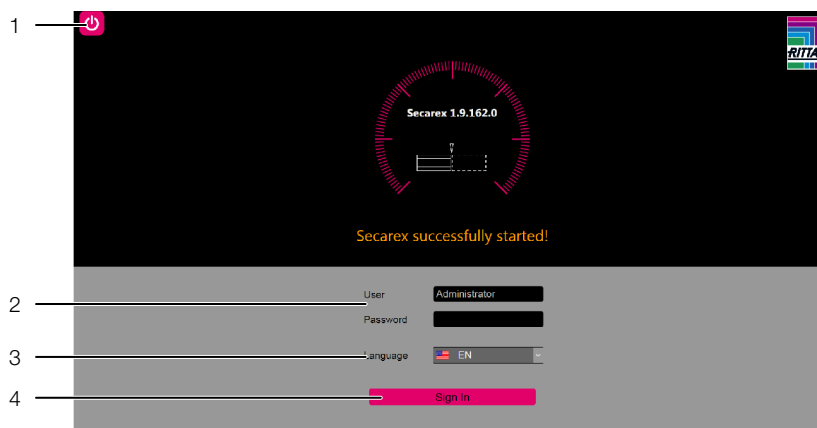 1
RITTA
Secarex 1.9.162.0
Secarex successfully started!
2
User Administrator
Password
3
Language EN
4
Sign In